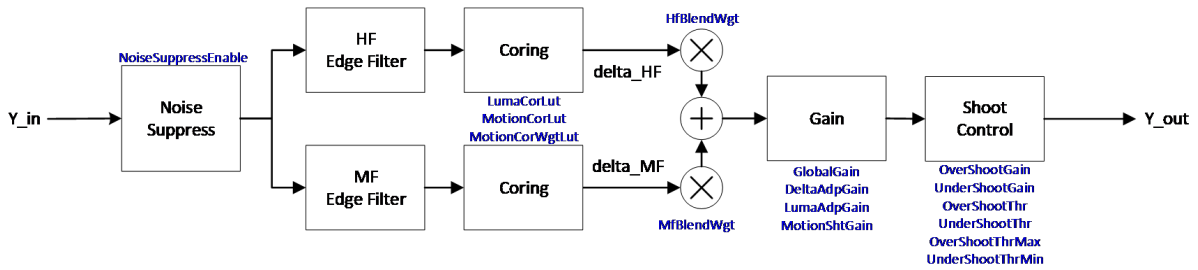 HfBlendWgt
NoiseSuppressEnable
HF
Edge Filter
Coring
delta_HF
LumaCorLut
MotionCorLut
MotionCorWgtLut
Y_in
Noise
Suppress
Gain
Shoot
Control
Y_out
MF
Edge Filter
Coring
delta_MF
MfBlendWgt
GlobalGain
DeltaAdpGain
LumaAdpGain
MotionShtGain
OverShootGain
UnderShootGain
OverShootThr
UnderShootThr
OverShootThrMax
UnderShootThrMin